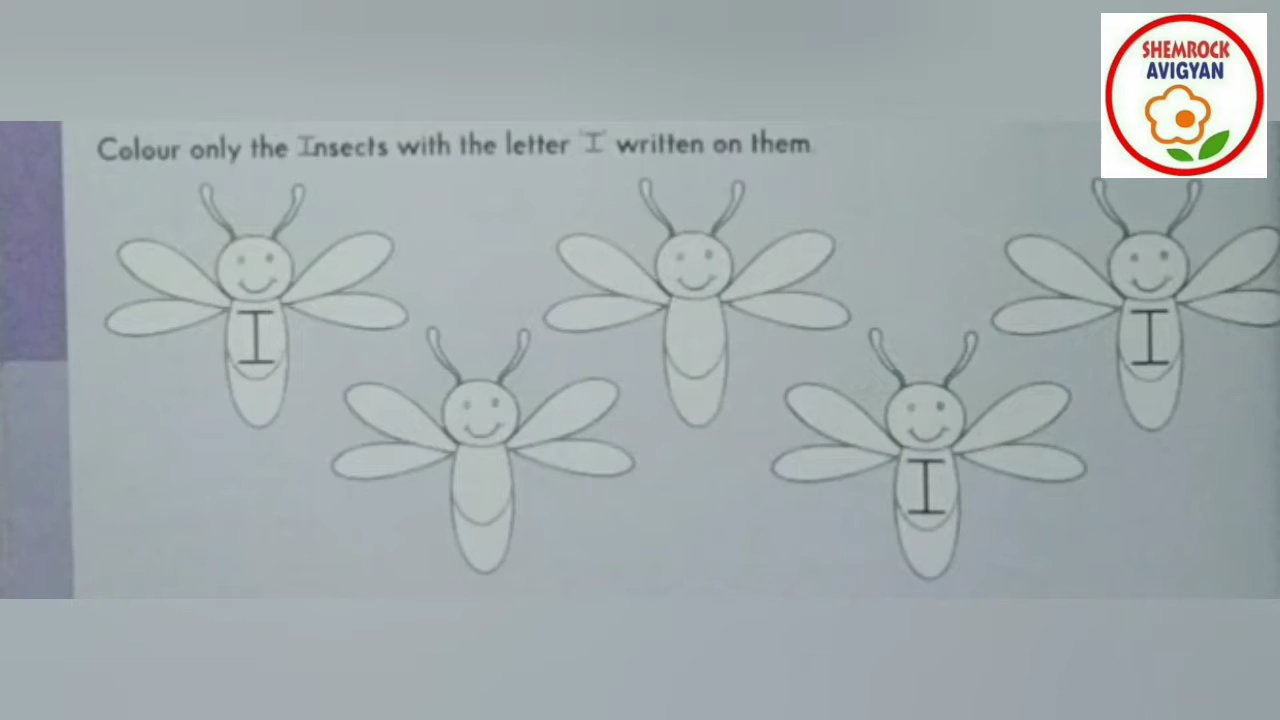 SHEMROCK
AVIGYAN
Colour only the Insects with the letter 'I' written on them
I
I
I